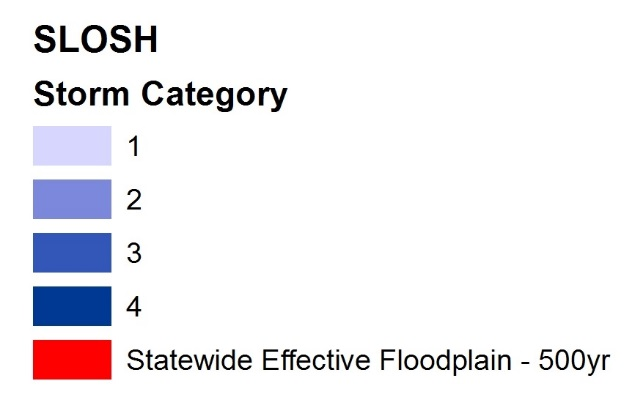 SLOSH
Storm Category
1
2
3
4
Statewide Effective Floodplain - 500yr